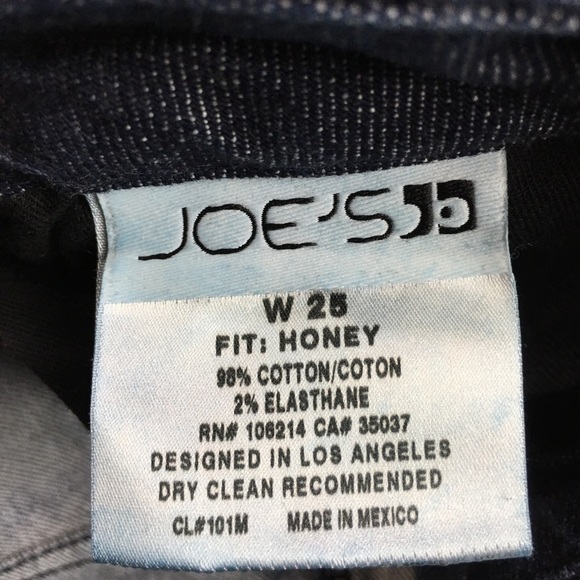 JOE'S
W 25
FIT: HONEY
98% COTTON/COTON
2% ELASTHANE
RN# 106214 CA# 35037
DESIGNED IN LOS ANGELES
DRY CLEAN RECOMMENDED
CL#101M MADE IN MEXICO